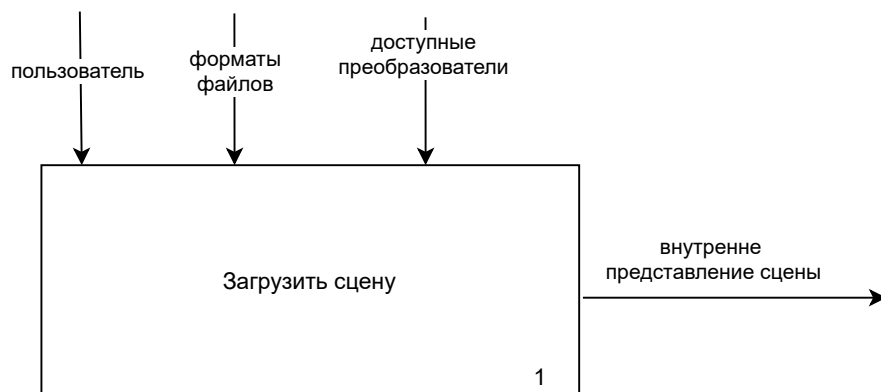 пользователь
форматы
файлов
доступные
преобразователи
Загрузить сцену
внутренне
представление сцены
1